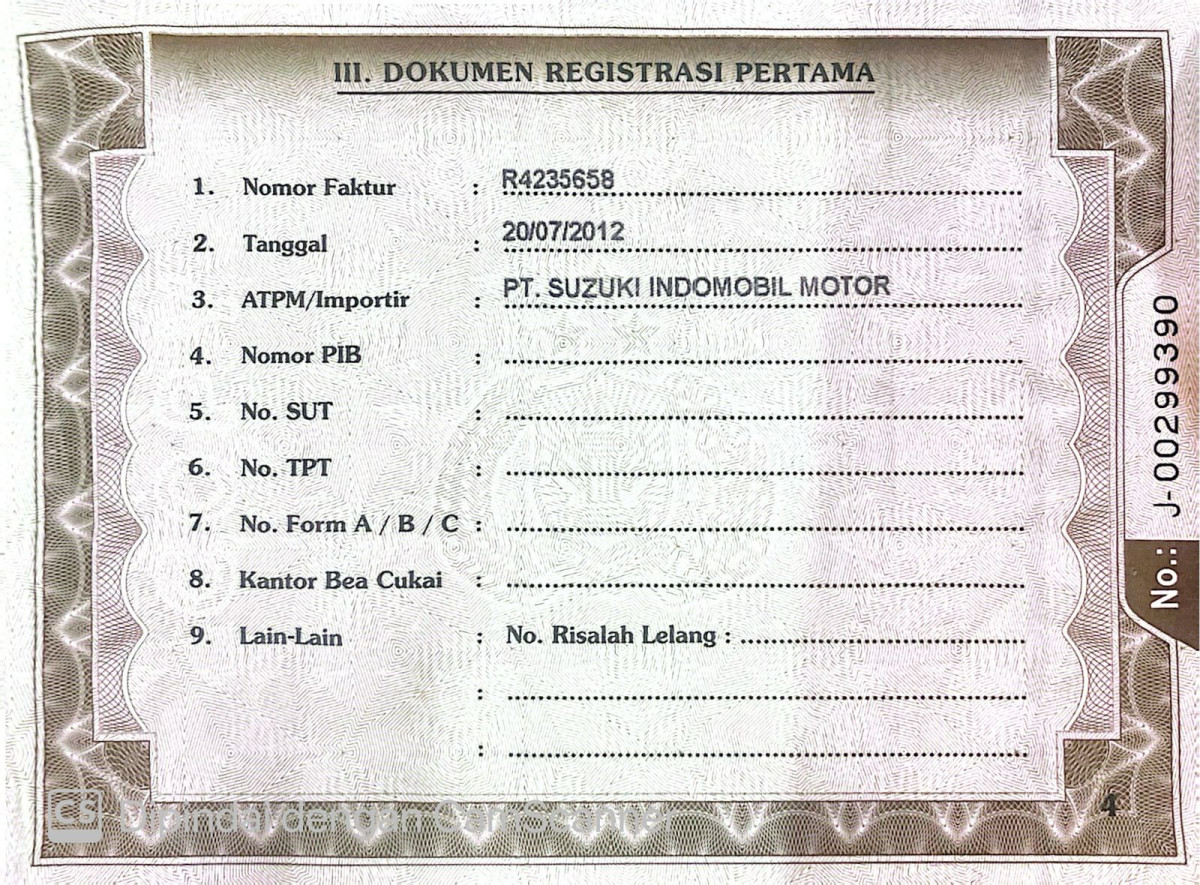 III. DOKUMEN REGISTRASI PERTAMA
1. Nomor Faktur : R4235658
2. Tanggal : 20/07/2012
3. ATPM/Importir : PT. SUZUKI INDOMOBIL MOTOR
4. Nomor PIB :
5. No. SUT :
6. No. TPT :
7. No. Form A / B / C :
8. Kantor Bea Cukai :
9. Lain-Lain : No. Risalah Lelang :
:
:
No.: J-00299390
4
CS Dipindai dengan CamScanner